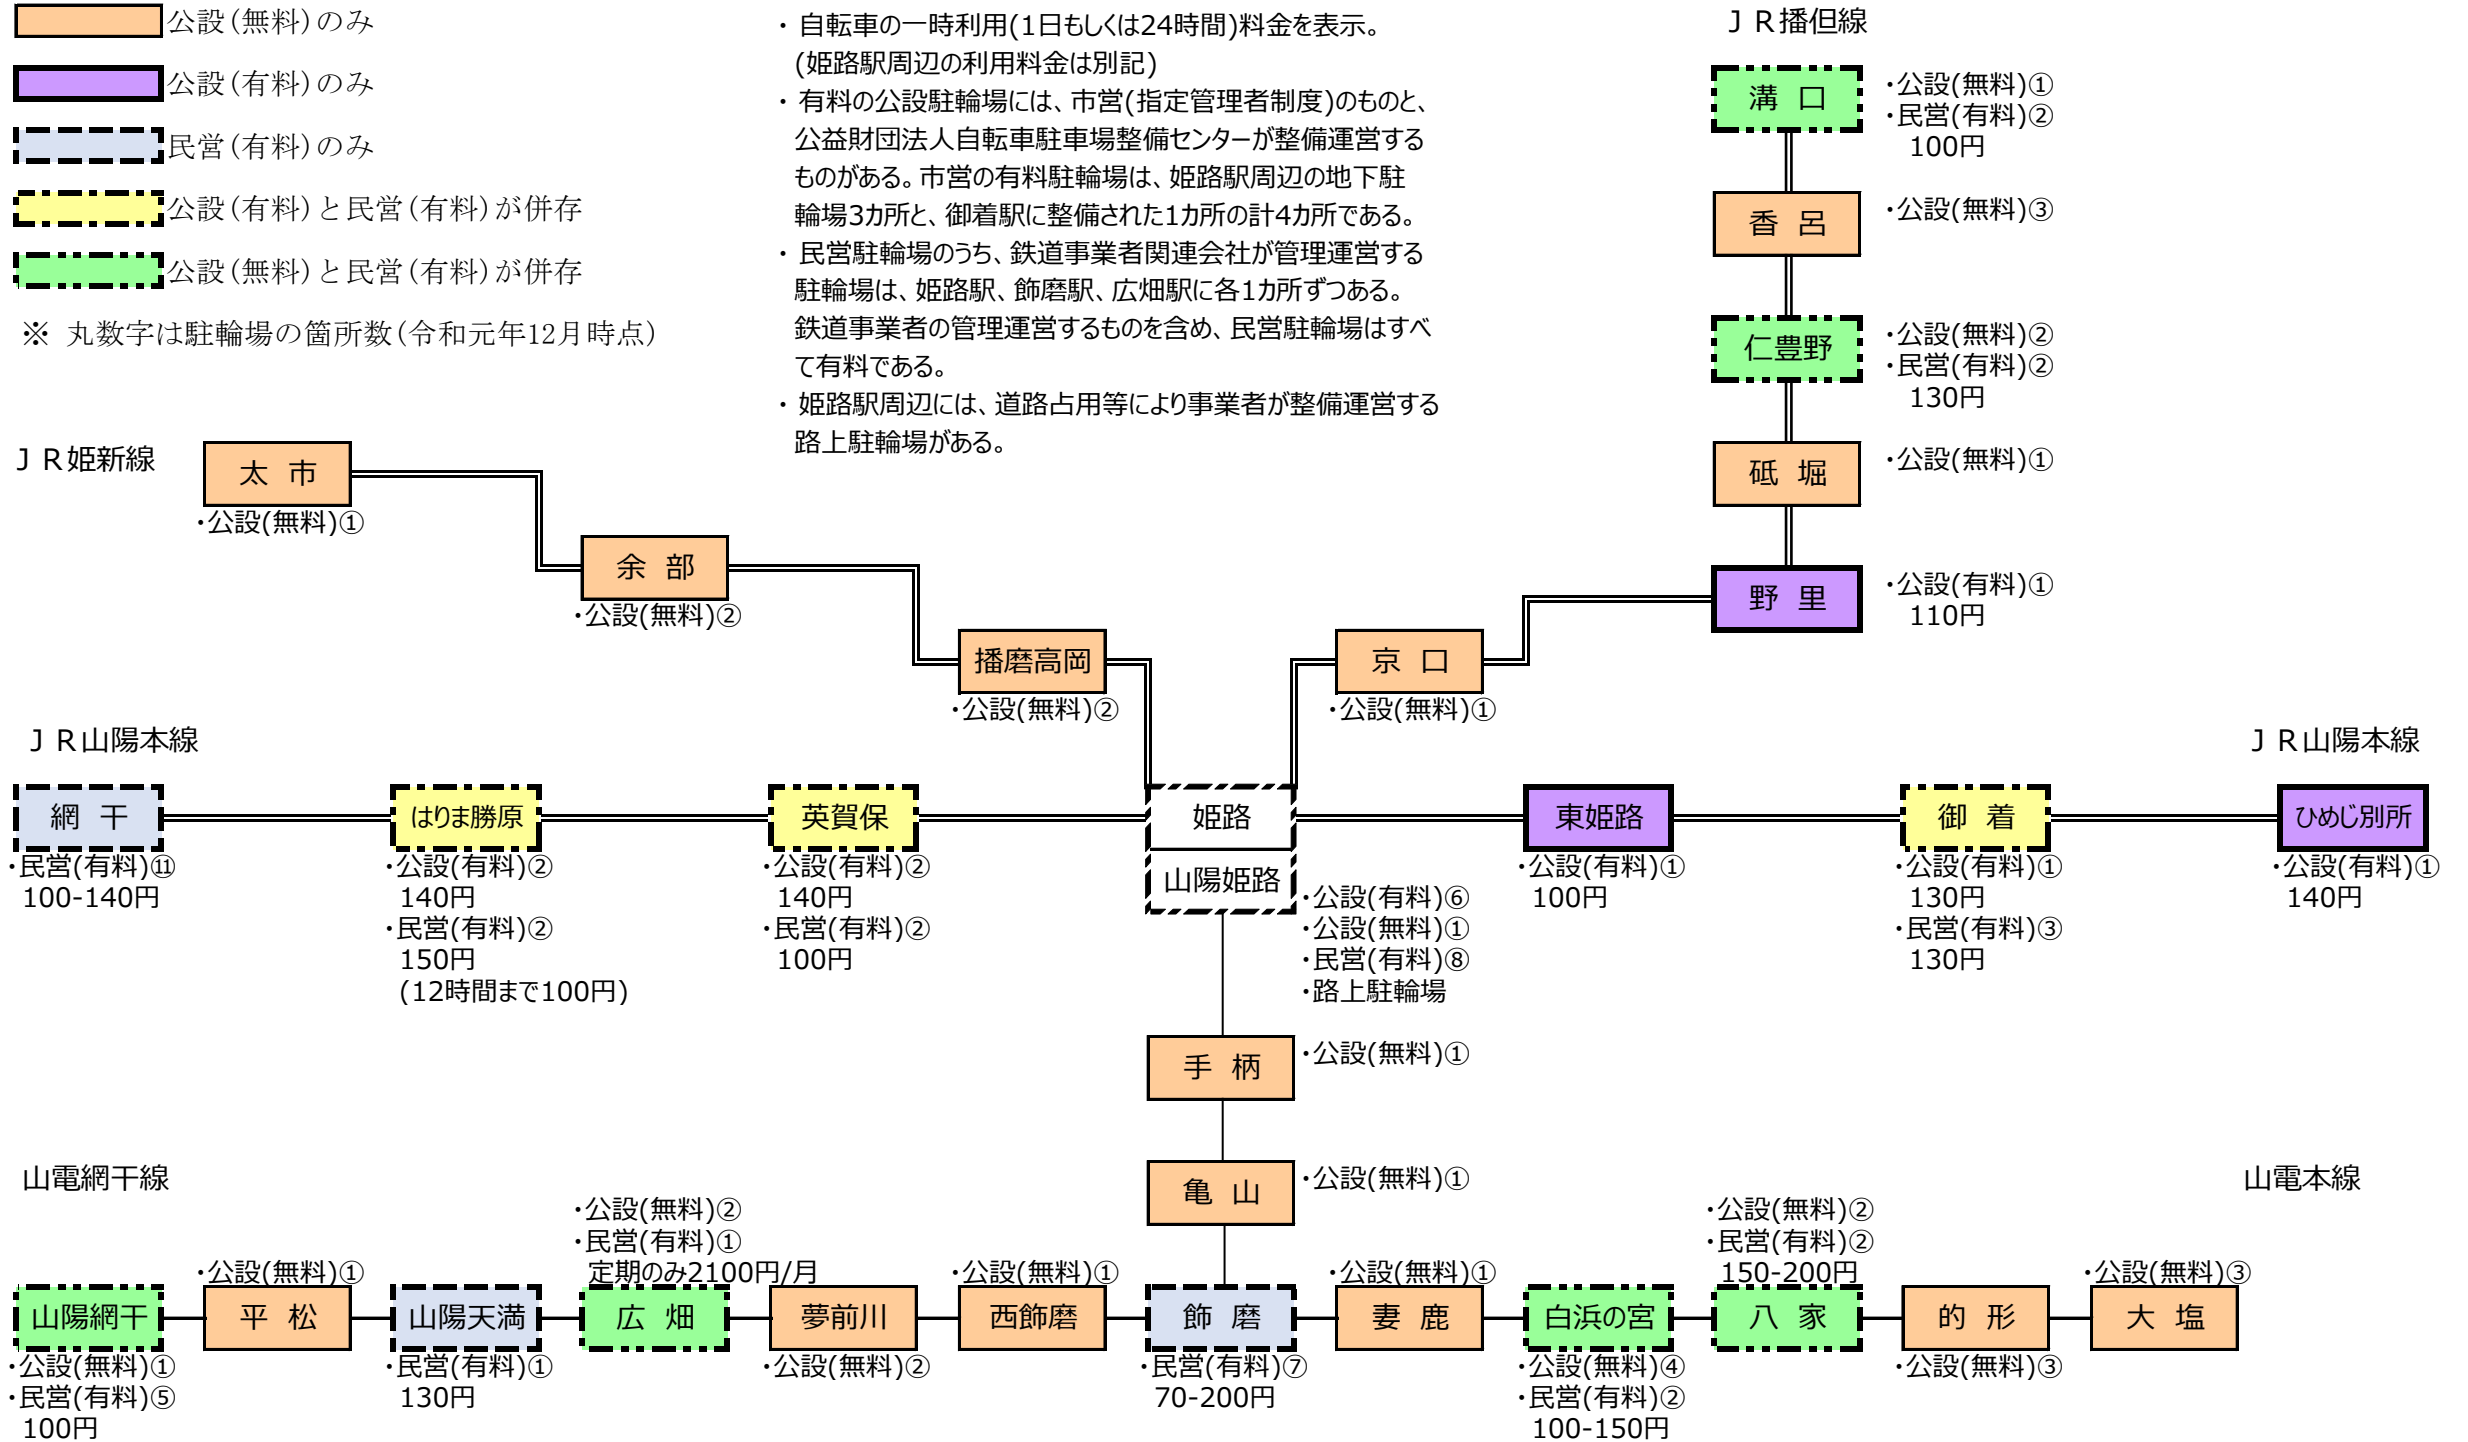 公設(無料)のみ
公設(有料)のみ
民営(有料)のみ
公設(有料)と民営(有料)が併存
公設(無料)と民営(有料)が併存
※ 丸数字は駐輪場の箇所数(令和元年12月時点)
・ 自転車の一時利用(1日もしくは24時間)料金を表示。
(姫路駅周辺の利用料金は別記)
・ 有料の公設駐輪場には、市営(指定管理者制度)のものと、
公益財団法人自転車駐車場整備センターが整備運営する
ものがある。市営の有料駐輪場は、姫路駅周辺の地下駐
輪場3カ所と、御着駅に整備された1カ所の計4カ所である。
・ 民営駐輪場のうち、鉄道事業者関連会社が管理運営する
駐輪場は、姫路駅、飾磨駅、広畑駅に各1カ所ずつある。
鉄道事業者の管理運営するものを含め、民営駐輪場はすべ
て有料である。
・ 姫路駅周辺には、道路占用等により事業者が整備運営する
路上駐輪場がある。
ＪＲ播但線
溝 口
・公設(無料)①
・民営(有料)②
100円
香 呂
・公設(無料)③
仁豊野
・公設(無料)②
・民営(有料)②
130円
砥 堀
・公設(無料)①
野 里
・公設(有料)①
110円
京 口
・公設(無料)①
ＪＲ姫新線
太 市
・公設(無料)①
余 部
・公設(無料)②
播磨高岡
・公設(無料)②
ＪＲ山陽本線
ＪＲ山陽本線
網 干
・民営(有料)⑪
100-140円
はりま勝原
・公設(有料)②
140円
・民営(有料)②
150円
(12時間まで100円)
英賀保
・公設(有料)②
140円
・民営(有料)②
100円
姫路
山陽姫路
・公設(有料)⑥
・公設(無料)①
・民営(有料)⑧
・路上駐輪場
東姫路
・公設(有料)①
100円
御 着
・公設(有料)①
130円
・民営(有料)③
130円
ひめじ別所
・公設(有料)①
140円
手 柄
・公設(無料)①
亀 山
・公設(無料)①
山電網干線
山電本線
山陽網干
・公設(無料)①
・民営(有料)⑤
100円
・公設(無料)①
平 松
山陽天満
・民営(有料)①
130円
・公設(無料)②
・民営(有料)①
定期のみ2100円/月
広 畑
夢前川
・公設(無料)②
・公設(無料)①
西飾磨
飾 磨
・民営(有料)⑦
70-200円
・公設(無料)①
妻 鹿
白浜の宮
・公設(無料)④
・民営(有料)②
100-150円
・公設(無料)②
・民営(有料)②
150-200円
八 家
的 形
・公設(無料)③
・公設(無料)③
大 塩